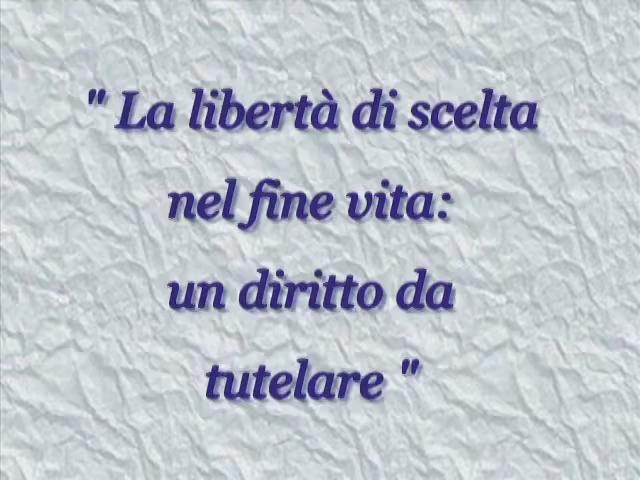 " La libertà di scelta
nel fine vita:
un diritto da
tutelare "